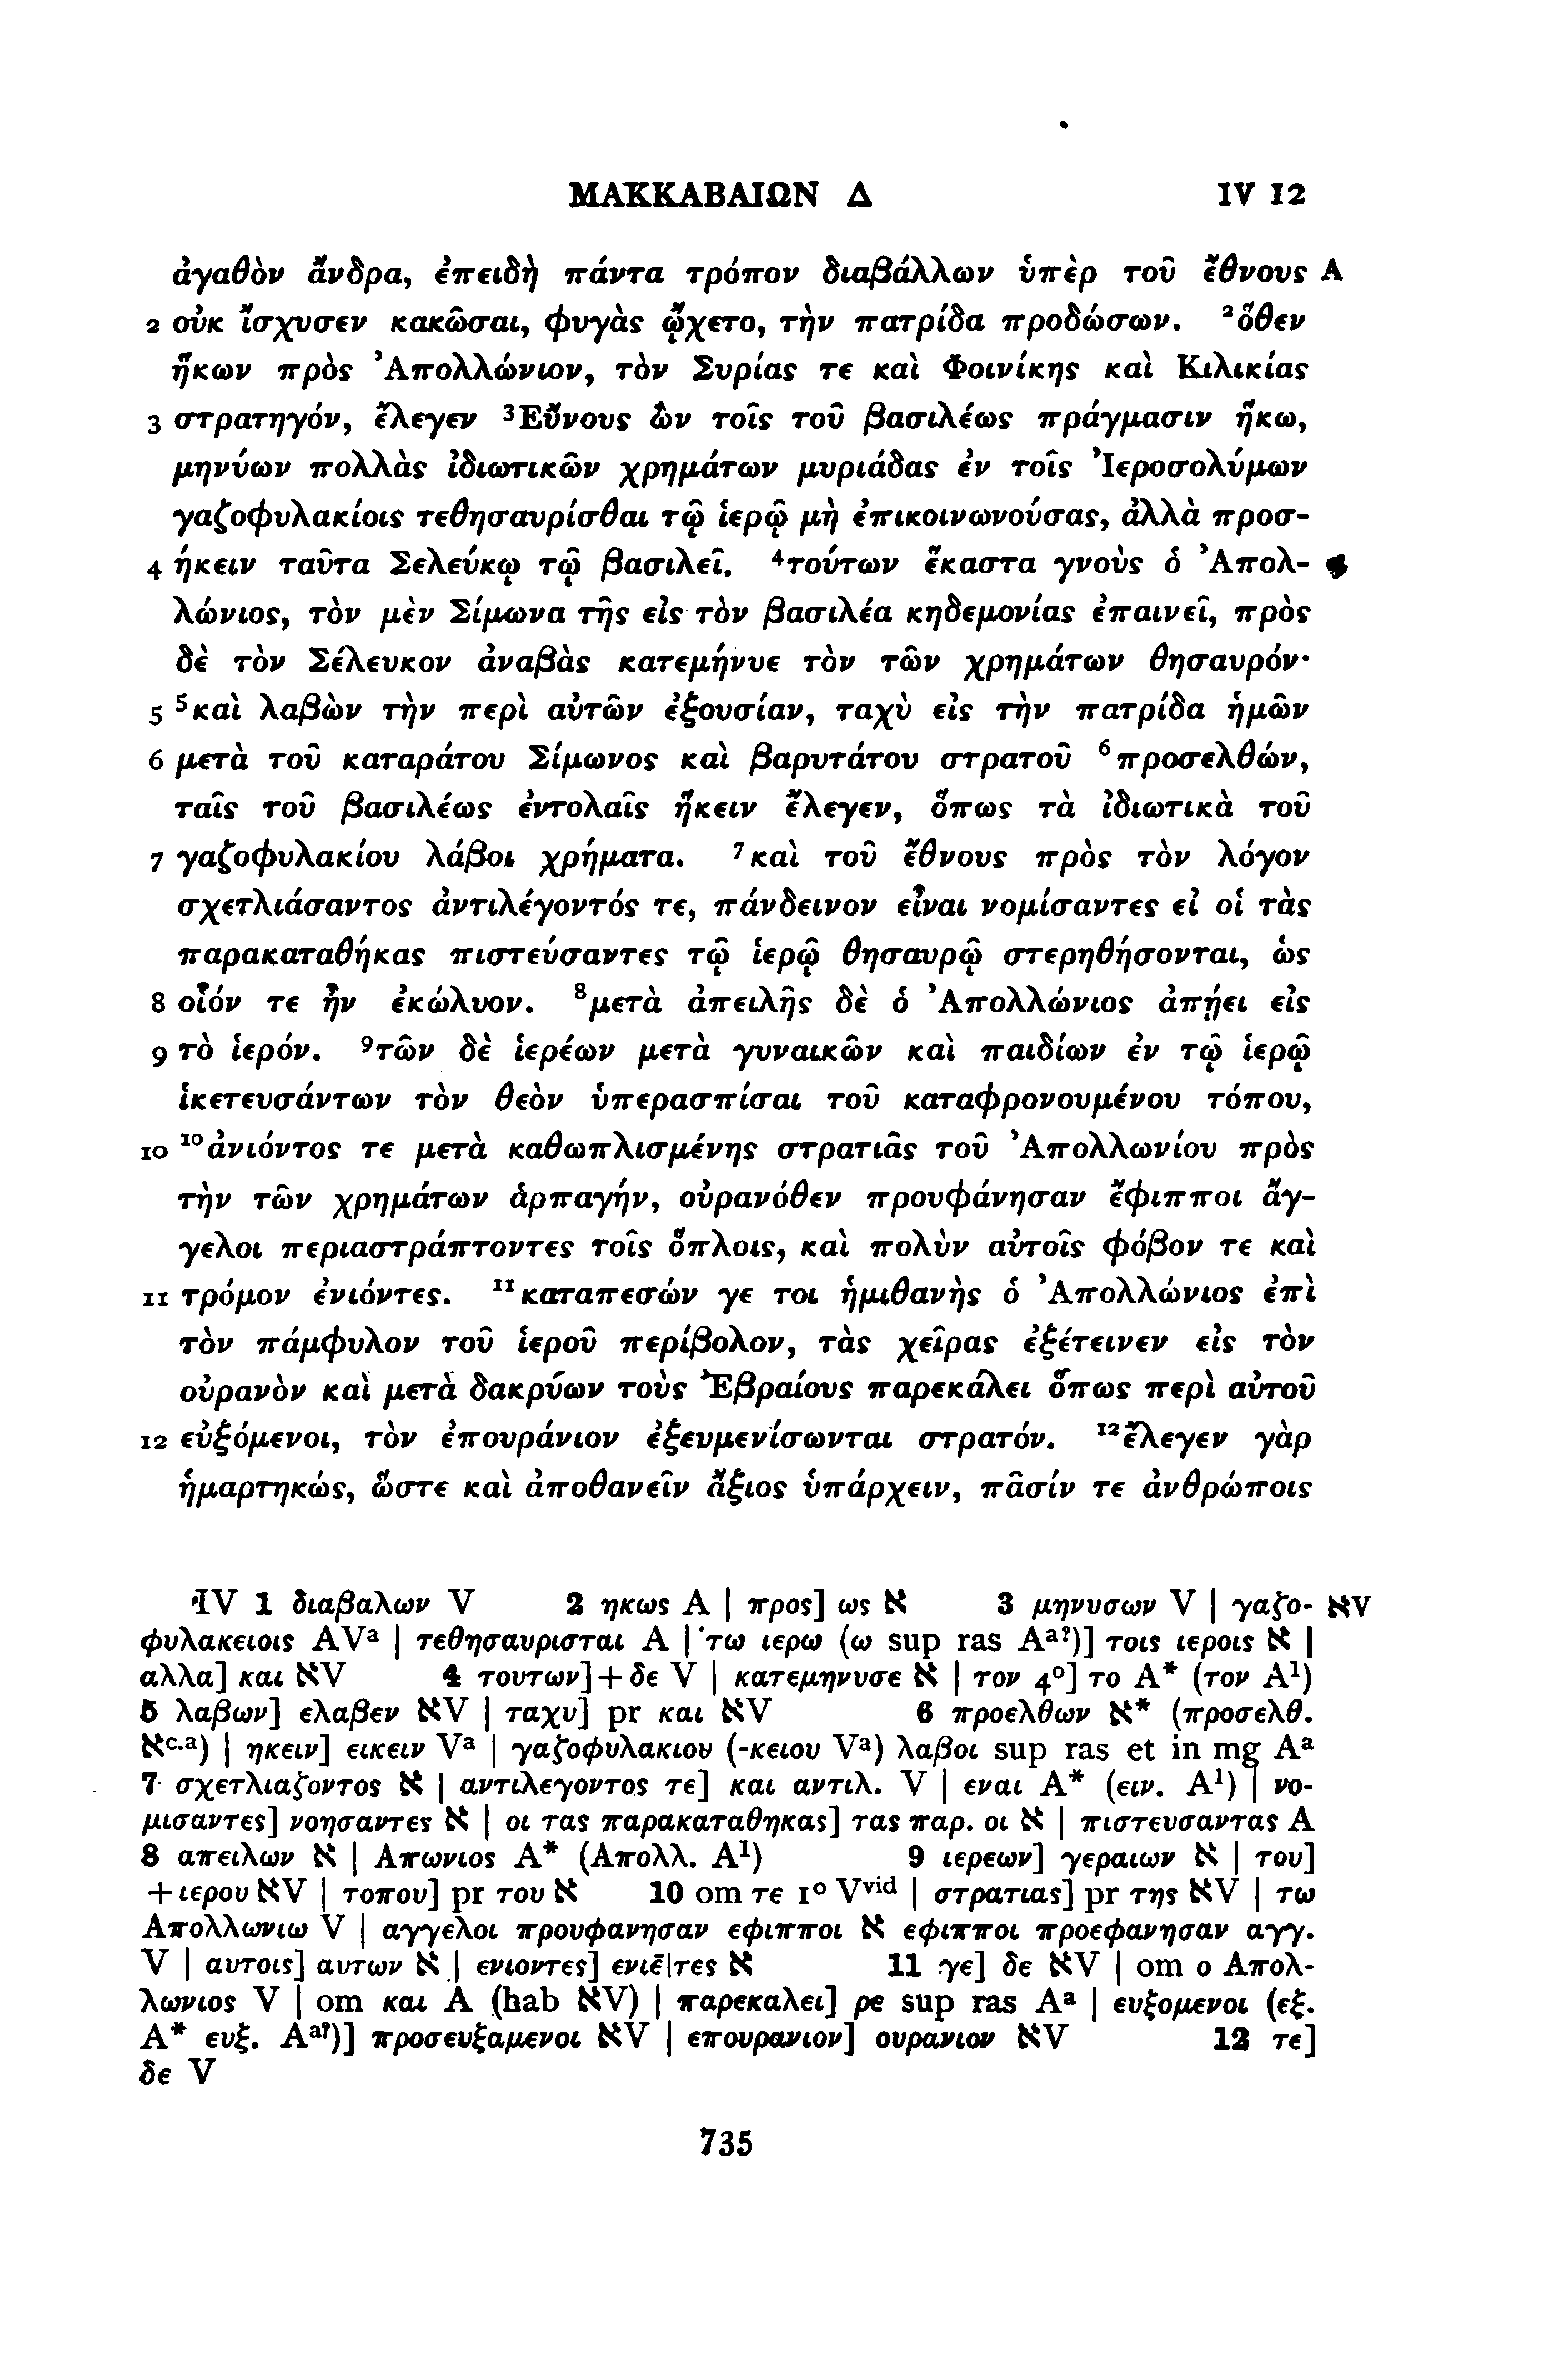 ΜΑΚΚΑΒΑΙΩΝ Δ IV 12
ἀγαθὸν ἄνδρα, ἐπειδὴ πάντα τρόπον διαβάλλων ὑπὲρ τοῦ ἔθνους A
2 οὐκ ἴσχυσεν κακῶσαι, φυγὰς ᾤχετο, τὴν πατρίδα προδώσων. ²ὅθεν
ἥκων πρὸς Ἀπολλώνιον, τὸν Συρίας τε καὶ Φοινίκης καὶ Κιλικίας
3 στρατηγόν, ἔλεγεν ³Εὔνους ὢν τοῖς τοῦ βασιλέως πράγμασιν ἥκω,
μηνύων πολλὰς ἰδιωτικῶν χρημάτων μυριάδας ἐν τοῖς Ἱεροσολύμων
γαζοφυλακίοις τεθησαυρίσθαι τῷ ἱερῷ μὴ ἐπικοινωνούσας, ἀλλὰ προσ-
4 ήκειν ταῦτα Σελεύκῳ τῷ βασιλεῖ. ⁴τούτων ἕκαστα γνοὺς ὁ Ἀπολ-
λώνιος, τὸν μὲν Σίμωνα τῆς εἰς τὸν βασιλέα κηδεμονίας ἐπαινεῖ, πρὸς
δὲ τὸν Σέλευκον ἀναβὰς κατεμήνυε τὸν τῶν χρημάτων θησαυρόν·
5 ⁵καὶ λαβὼν τὴν περὶ αὐτῶν ἐξουσίαν, ταχὺ εἰς τὴν πατρίδα ἡμῶν
6 μετὰ τοῦ καταράτου Σίμωνος καὶ βαρυτάτου στρατοῦ ⁶προσελθών,
ταῖς τοῦ βασιλέως ἐντολαῖς ἥκειν ἔλεγεν, ὅπως τὰ ἰδιωτικὰ τοῦ
7 γαζοφυλακίου λάβοι χρήματα. ⁷καὶ τοῦ ἔθνους πρὸς τὸν λόγον
σχετλιάσαντος ἀντιλέγοντός τε, πάνδεινον εἶναι νομίσαντες εἰ οἱ τὰς
παρακαταθήκας πιστεύσαντες τῷ ἱερῷ θησαυρῷ στερηθήσονται, ὡς
8 οἷόν τε ἦν ἐκώλυον. ⁸μετὰ ἀπειλῆς δὲ ὁ Ἀπολλώνιος ἀπῄει εἰς
9 τὸ ἱερόν. ⁹τῶν δὲ ἱερέων μετὰ γυναικῶν καὶ παιδίων ἐν τῷ ἱερῷ
ἱκετευσάντων τὸν θεὸν ὑπερασπίσαι τοῦ καταφρονουμένου τόπου,
10 ¹⁰ἀνιόντος τε μετὰ καθωπλισμένης στρατιᾶς τοῦ Ἀπολλωνίου πρὸς
τὴν τῶν χρημάτων ἁρπαγήν, οὐρανόθεν προυφάνησαν ἔφιπποι ἄγ-
γελοι περιαστράπτοντες τοῖς ὅπλοις, καὶ πολὺν αὐτοῖς φόβον τε καὶ
11 τρόμον ἐνιόντες. ¹¹καταπεσών γε τοι ἡμιθανὴς ὁ Ἀπολλώνιος ἐπὶ
τὸν πάμφυλον τοῦ ἱεροῦ περίβολον, τὰς χεῖρας ἐξέτεινεν εἰς τὸν
οὐρανὸν καὶ μετὰ δακρύων τοὺς Ἐβραίους παρεκάλει ὅπως περὶ αὐτοῦ
12 εὐξόμενοι, τὸν ἐπουράνιον ἐξευμενίσωνται στρατόν. ¹²ἔλεγεν γὰρ
ἡμαρτηκώς, ὥστε καὶ ἀποθανεῖν ἄξιος ὑπάρχειν, πᾶσίν τε ἀνθρώποις
IV 1 διαβαλων V 2 ηκως A | προς] ως א 3 μηνυσων V | γαζο- אV
φυλακειοις AVᵃ | τεθησαυρισται A | τω ιερω (ω sup ras Aᵃ?)] τοις ιεροις א |
αλλα] και אV 4 τουτων]+δε V | κατεμηνυσε א | τον 4°] το A* (τον A¹)
5 λαβων] ελαβεν אV | ταχυ] pr και אV 6 προελθων א* (προσελθ.
אᶜ·ᵃ) | ηκειν] εικειν Vᵃ | γαζοφυλακιου (-κειου Vᵃ) λαβοι sup ras et in mg Aᵃ
7 σχετλιαζοντος א | αντιλεγοντος τε] και αντιλ. V | εναι A* (ειν. A¹) | νο-
μισαντες] νοησαντες א | οι τας παρακαταθηκας] τας παρ. οι א | πιστευσαντας A
8 απειλων א | Απωνιος A* (Απολλ. A¹) 9 ιερεων] γεραιων א | του]
+ιερου אV | τοπου] pr του א 10 om τε 1° Vᵛⁱᵈ | στρατιας] pr της אV | τω
Απολλωνιω V | αγγελοι προυφανησαν εφιπποι א εφιπποι προεφανησαν αγγ.
V | αυτοις] αυτων א | ενιοντες] ενιε̄|τες א 11 γε] δε אV | om ο Απολ-
λωνιος V | om και A (hab אV) | παρεκαλει] ρε sup ras Aᵃ | ευξομενοι (εξ.
A* ευξ. Aᵃ?)] προσευξαμενοι אV | επουρανιον] ουρανιον אV 12 τε]
δε V
735